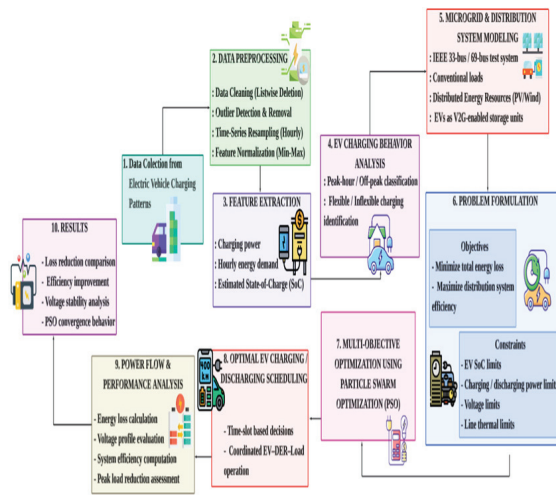 1. Data Colection from
Electric Vehicle Charging
Patterns
2. DATA PREPROCESSING
: Data Cleaning (Listwise Deletion)
: Outlier Detection & Removal
: Time-Series Resampling (Hourly)
: Feature Normalization (Min-Max)
3. FEATURE EXTRACTION
: Charging power
: Hourly energy demand
: Estimated State-of-Charge (SoC)
4. EV CHARGING BEHAVIOR
ANALYSIS
: Peak-hour / Off-peak classification
: Flexible / Inflexible charging
identification
5. MICROGRID & DISTRIBUTION
SYSTEM MODELING
: IEEE 33-bus / 69-bus test system
: Conventional loads
: Distributed Energy Resources (PV/Wind)
: EVs as V2G-enabled storage units
6. PROBLEM FORMULATION
Objectives
- Minimize total energy loss
- Maximize distribution system
efficiency
Constraints
- EV SoC limits
- Charging / discharging power limits
- Voltage limits
- Line thermal limits
7. MULTI-OBJECTIVE
OPTIMIZATION USING
PARTICLE SWARM
OPTIMIZATION (PSO)
8. OPTIMAL EV CHARGING /
DISCHARGING SCHEDULING
400
km
- Time-slot based decisions
- Coordinated EV–DER–Load
operation
9. POWER FLOW &
PERFORMANCE ANALYSIS
- Energy loss calculation
- Voltage profile evaluation
- System efficiency computation
- Peak load reduction assessment
10. RESULTS
- Loss reduction comparison
- Efficiency improvement
- Voltage stability analysis
- PSO convergence behavior